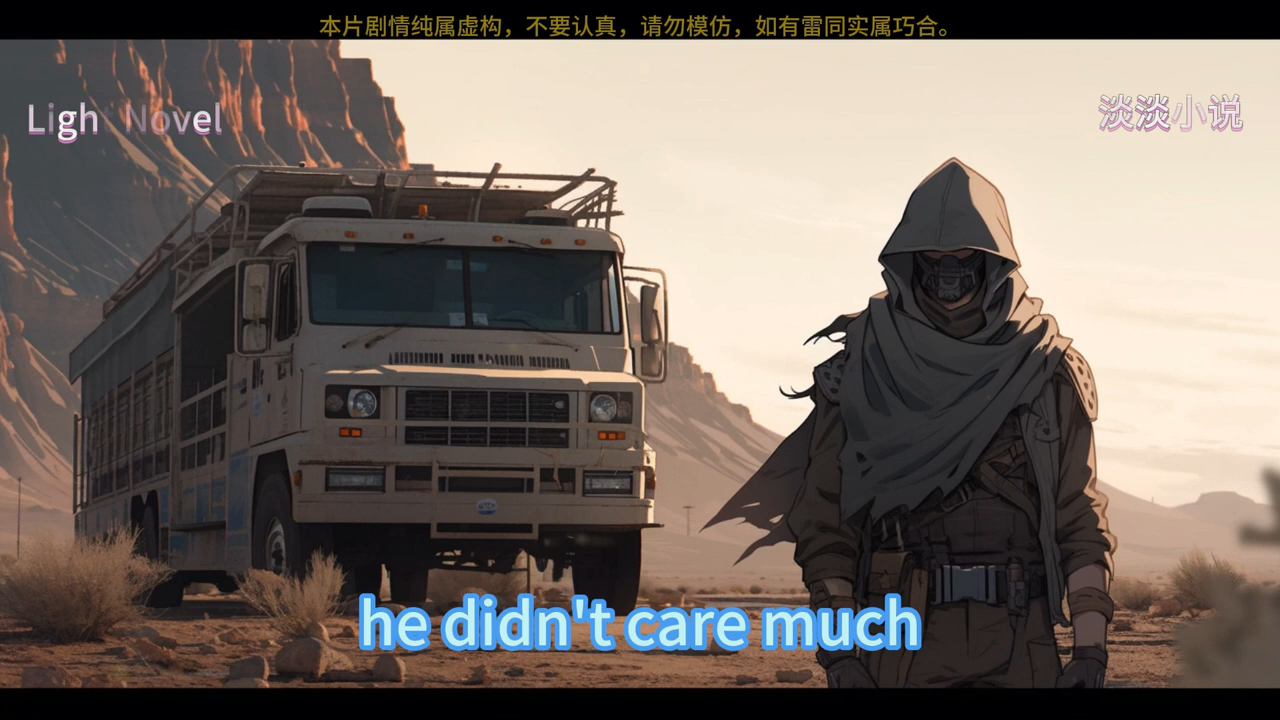 本片剧情纯属虚构，不要认真，请勿模仿，如有雷同实属巧合。
Light Novel
淡淡小说
he didn't care much